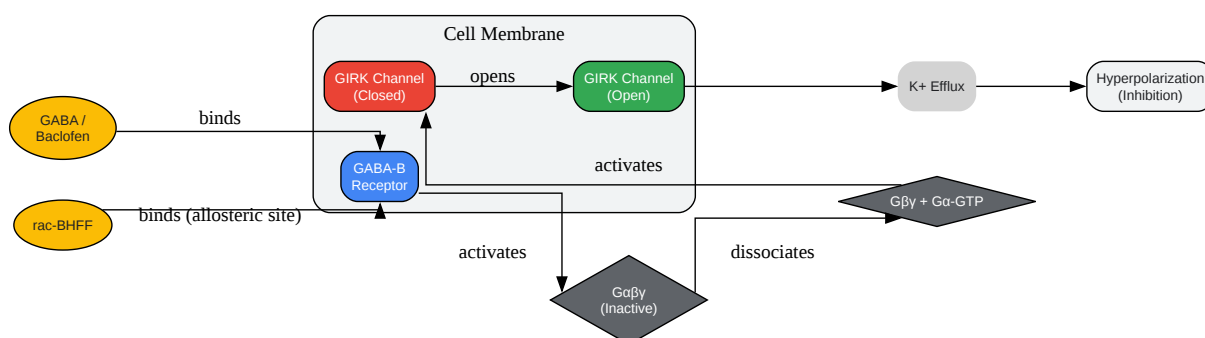 Cell Membrane
GIRK Channel
(Closed)
opens
GIRK Channel
(Open)
K+ Efflux
Hyperpolarization
(Inhibition)
GABA /
Baclofen
binds
GABA-B
Receptor
activates
rac-BHFF
binds (allosteric site)
Gβγ + Gα-GTP
activates
dissociates
Gαβγ
(Inactive)